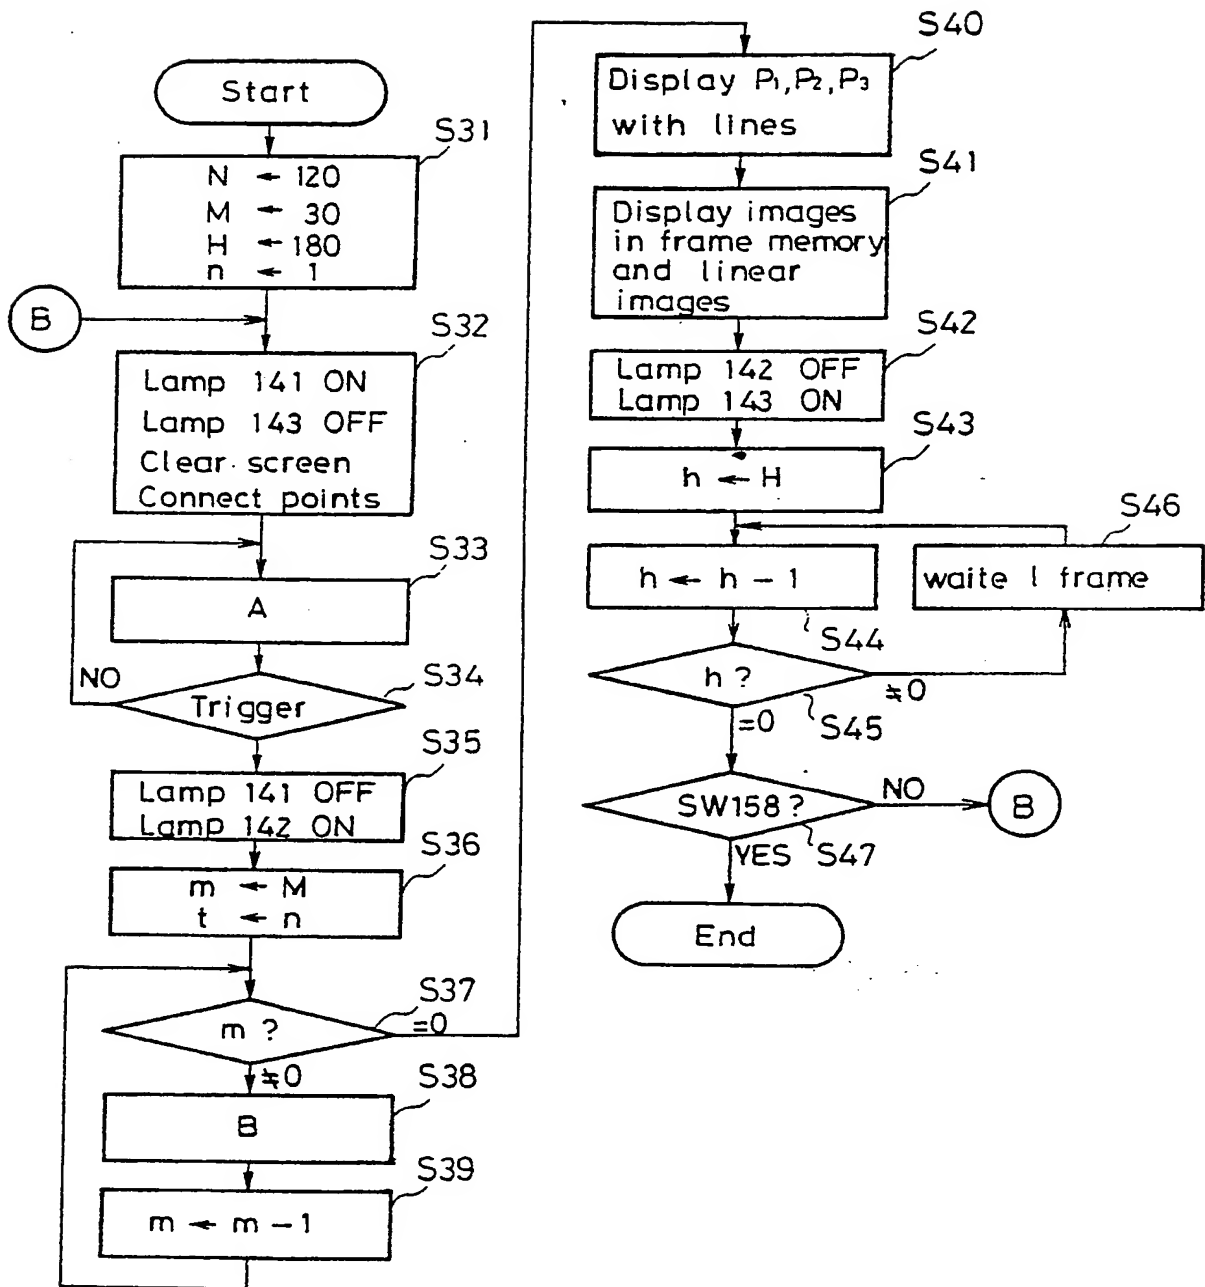 Start
S31
N ← 120
M ← 30
H ← 180
n ← 1
B
S32
Lamp 141 ON
Lamp 143 OFF
Clear screen
Connect points
S33
A
NO
S34
Trigger
S35
Lamp 141 OFF
Lamp 142 ON
S36
m ← M
t ← n
S37
m ?
=0
≠0
S38
B
S39
m ← m - 1
S40
Display P1, P2, P3
with lines
S41
Display images
in frame memory
and linear
images
S42
Lamp 142 OFF
Lamp 143 ON
S43
h ← H
S46
h ← h - 1
waite 1 frame
S44
h ?
≠0
=0
S45
SW158 ?
NO
B
YES
S47
End